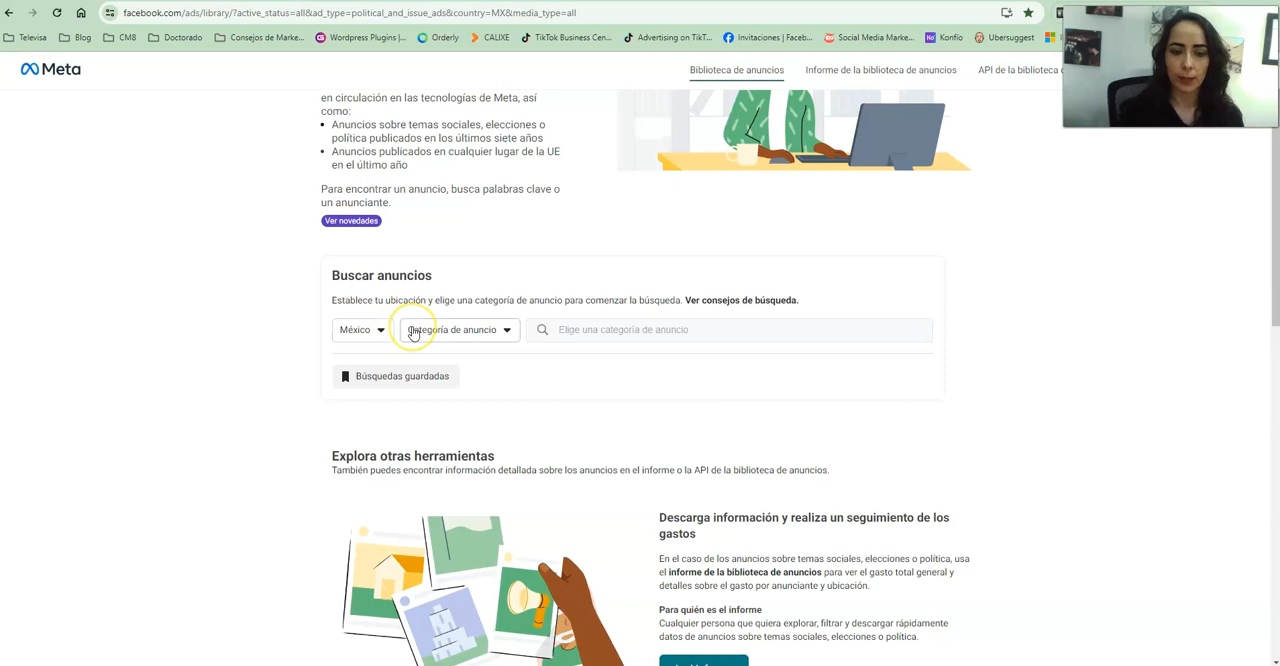 facebook.com/ads/library/?active_status=all&ad_type=political_and_issue_ads&country=MX&media_type=all
Televisa Blog CM8 Doctorado Consejos de Marke... Wordpress Plugins |... Orderly CALIXE TikTok Business Cen... Advertising on TikT... Invitaciones | Faceb... Social Media Marke... Konfío Ubersuggest
Meta
Biblioteca de anuncios Informe de la biblioteca de anuncios API de la biblioteca
en circulación en las tecnologías de Meta, así
como:
• Anuncios sobre temas sociales, elecciones o
política publicados en los últimos siete años
• Anuncios publicados en cualquier lugar de la UE
en el último año
Para encontrar un anuncio, busca palabras clave o
un anunciante.
Ver novedades
Buscar anuncios
Establece tu ubicación y elige una categoría de anuncio para comenzar la búsqueda. Ver consejos de búsqueda.
México Categoría de anuncio Elige una categoría de anuncio
Búsquedas guardadas
Explora otras herramientas
También puedes encontrar información detallada sobre los anuncios en el informe o la API de la biblioteca de anuncios.
Descarga información y realiza un seguimiento de los
gastos
En el caso de los anuncios sobre temas sociales, elecciones o política, usa
el informe de la biblioteca de anuncios para ver el gasto total general y
detalles sobre el gasto por anunciante y ubicación.
Para quién es el informe
Cualquier persona que quiera explorar, filtrar y descargar rápidamente
datos de anuncios sobre temas sociales, elecciones o política.